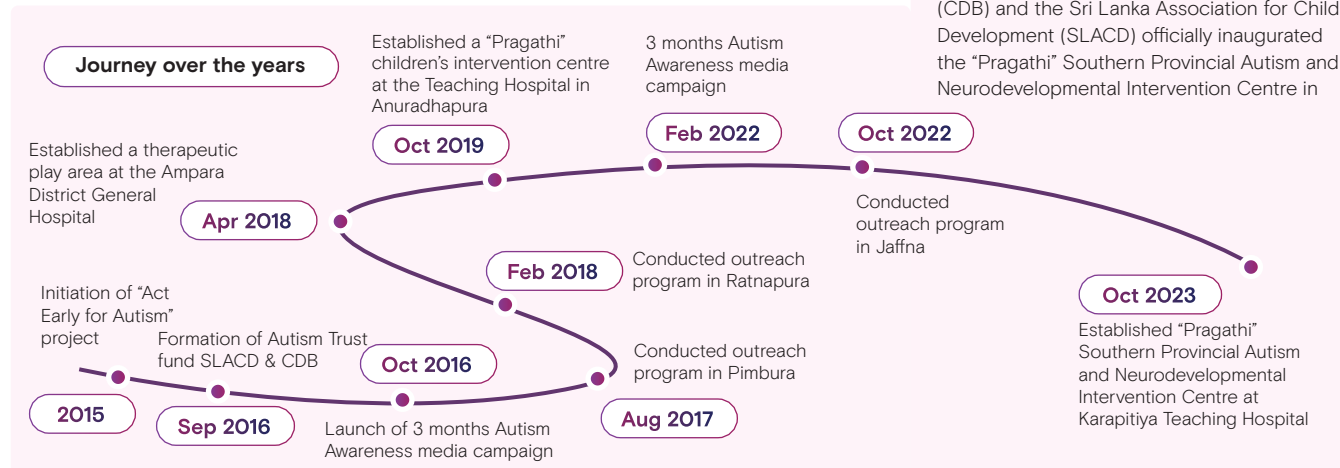 (CDB) and the Sri Lanka Association for Child
Development (SLACD) officially inaugurated
the “Pragathi” Southern Provincial Autism and
Neurodevelopmental Intervention Centre in
Journey over the years
2015
Initiation of “Act
Early for Autism”
project
Sep 2016
Formation of Autism Trust
fund SLACD & CDB
Oct 2016
Launch of 3 months Autism
Awareness media campaign
Aug 2017
Conducted outreach
program in Pimbura
Feb 2018
Conducted outreach
program in Ratnapura
Apr 2018
Established a therapeutic
play area at the Ampara
District General
Hospital
Oct 2019
Established a “Pragathi”
children’s intervention centre
at the Teaching Hospital in
Anuradhapura
Feb 2022
3 months Autism
Awareness media
campaign
Oct 2022
Conducted
outreach program
in Jaffna
Oct 2023
Established “Pragathi”
Southern Provincial Autism
and Neurodevelopmental
Intervention Centre at
Karapitiya Teaching Hospital